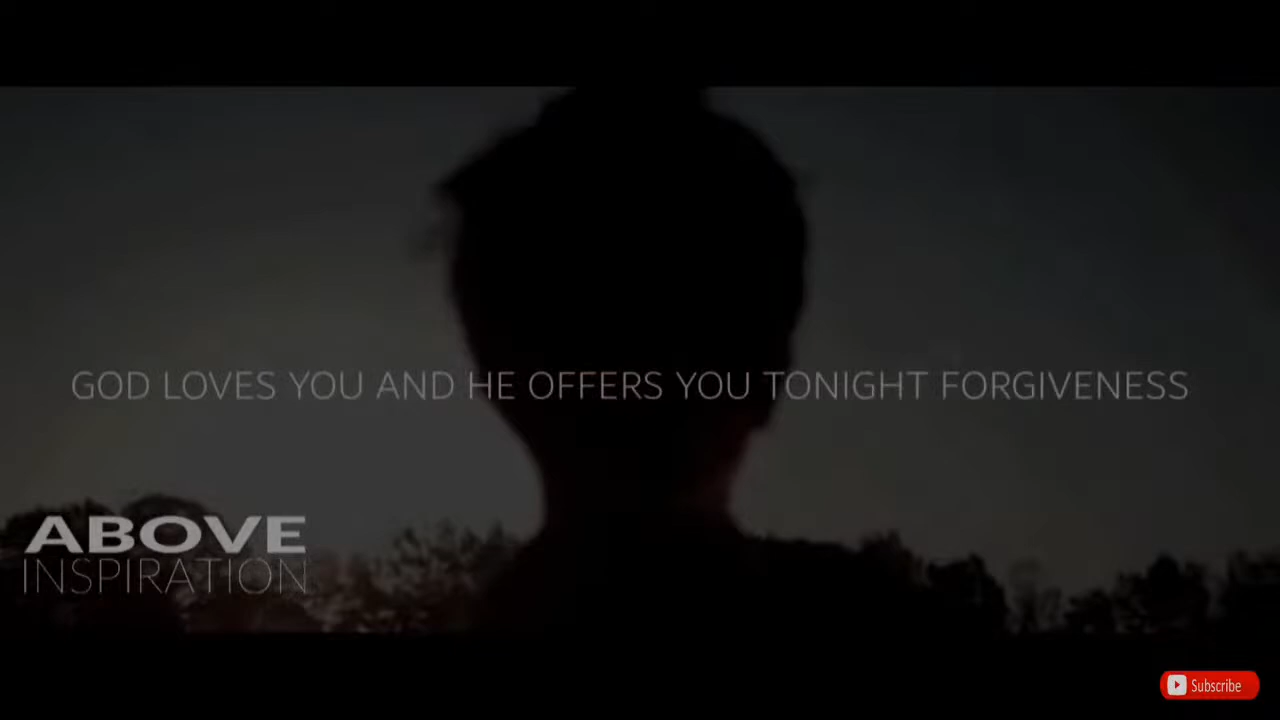 GOD LOVES YOU AND HE OFFERS YOU TONIGHT FORGIVENESS
ABOVE
INSPIRATION
Subscribe